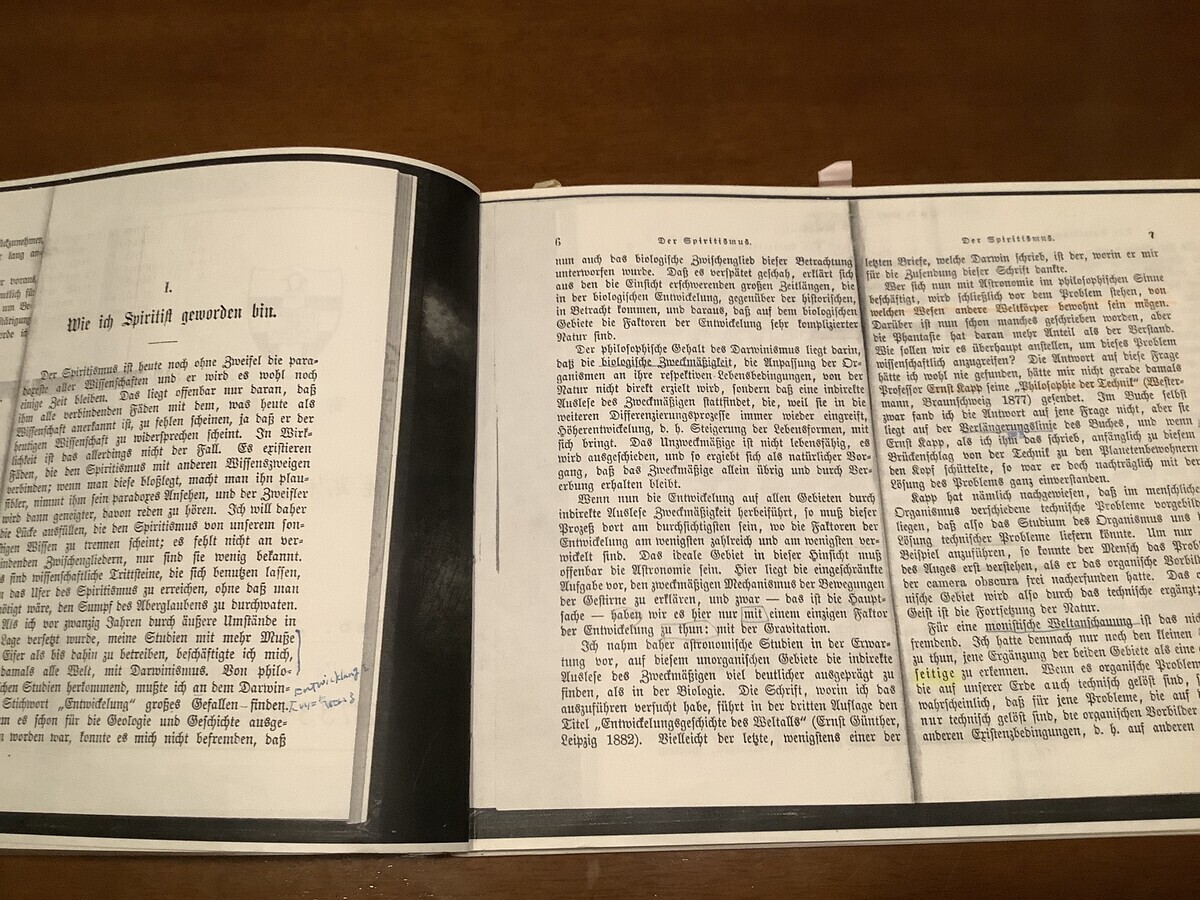 zunehmen,
lang an-
voraus,
I.
Wie ich Spiritist geworden bin.
Der Spiritismus ist heute noch ohne Zweifel die para-
doxeste aller Wissenschaften und er wird es wohl noch
einige Zeit bleiben. Das liegt offenbar nur daran, daß
ihm alle verbindenden Fäden mit dem, was heute als
Wissenschaft anerkannt ist, zu fehlen scheinen, ja daß er der
heutigen Wissenschaft zu widersprechen scheint. In Wirk-
lichkeit ist das allerdings nicht der Fall. Es existieren
Fäden, die den Spiritismus mit anderen Wissenszweigen
verbinden; wenn man diese bloßlegt, macht man ihn plau-
sibler, nimmt ihm sein paradoxes Ansehen, und der Zweifler
wird dann geneigter, davon reden zu hören. Ich will daher
die Lücke ausfüllen, die den Spiritismus von unserem son-
stigen Wissen zu trennen scheint; es fehlt nicht an ver-
bindenden Zwischengliedern, nur sind sie wenig bekannt.
s sind wissenschaftliche Trittsteine, die sich benutzen lassen,
das Ufer des Spiritismus zu erreichen, ohne daß man
nötigt wäre, den Sumpf des Aberglaubens zu durchwaten.
Als ich vor zwanzig Jahren durch äußere Umstände in
Lage versetzt wurde, meine Studien mit mehr Muße
Eifer als bis dahin zu betreiben, beschäftigte ich mich,
damals alle Welt, mit Darwinismus. Von philo-
schen Studien herkommend, mußte ich an dem Darwin-
Stichwort „Entwickelung“ großes Gefallen finden.
es schon für die Geologie und Geschichte ausge-
worden war, konnte es mich nicht befremden, daß
Entwicklung
6
Der Spiritismus.
nun auch das biologische Zwischenglied dieser Betrachtung
unterworfen wurde. Daß es verspätet geschah, erklärt sich
aus den die Einsicht erschwerenden großen Zeitlängen, die
in der biologischen Entwickelung, gegenüber der historischen,
in Betracht kommen, und daraus, daß auf dem biologischen
Gebiete die Faktoren der Entwickelung sehr komplizierter
Natur sind.
Der philosophische Gehalt des Darwinismus liegt darin,
daß die biologische Zweckmäßigkeit, die Anpassung der Or-
ganismen an ihre respektiven Lebensbedingungen, von der
Natur nicht direkt erzielt wird, sondern daß eine indirekte
Auslese des Zweckmäßigen stattfindet, die, weil sie in die
weiteren Differenzierungsprozesse immer wieder eingreift,
Höherentwickelung, d. h. Steigerung der Lebensformen, mit
sich bringt. Das Unzweckmäßige ist nicht lebensfähig, es
wird ausgeschieden, und so ergiebt sich als natürlicher Vor-
gang, daß das Zweckmäßige allein übrig und durch Ver-
erbung erhalten bleibt.
Wenn nun die Entwickelung auf allen Gebieten durch
indirekte Auslese Zweckmäßigkeit herbeiführt, so muß dieser
Prozeß dort am durchsichtigsten sein, wo die Faktoren der
Entwickelung am wenigsten zahlreich und am wenigsten ver-
wickelt sind. Das ideale Gebiet in dieser Hinsicht muß
offenbar die Astronomie sein. Hier liegt die eingeschränkte
Aufgabe vor, den zweckmäßigen Mechanismus der Bewegungen
der Gestirne zu erklären, und zwar — das ist die Haupt-
sache — haben wir es hier nur mit einem einzigen Faktor
der Entwickelung zu thun: mit der Gravitation.
Ich nahm daher astronomische Studien in der Erwar-
tung vor, auf diesem unorganischen Gebiete die indirekte
Auslese des Zweckmäßigen viel deutlicher ausgeprägt zu
finden, als in der Biologie. Die Schrift, worin ich das
auszuführen versucht habe, führt in der dritten Auflage den
Titel „Entwickelungsgeschichte des Weltalls“ (Ernst Günther,
Leipzig 1882). Vielleicht der letzte, wenigstens einer der
Der Spiritismus.
7
letzten Briefe, welche Darwin schrieb, ist der, worin er mir
für die Zusendung dieser Schrift dankte.
Wer sich nun mit Astronomie im philosophischen Sinne
beschäftigt, wird schließlich vor dem Problem stehen, von
welchen Wesen andere Weltkörper bewohnt sein mögen.
Darüber ist nun schon manches geschrieben worden, aber
die Phantasie hat daran mehr Anteil als der Verstand.
Wie sollen wir es überhaupt anstellen, um dieses Problem
wissenschaftlich anzugreifen? Die Antwort auf diese Frage
hätte ich wohl nie gefunden, hätte mir nicht gerade damals
Professor Ernst Kapp seine „Philosophie der Technik“ (Wester-
mann, Braunschweig 1877) gesendet. Im Buche selbst
zwar fand ich die Antwort auf jene Frage nicht, aber sie
liegt auf der Verlängerungslinie des Buches, und wenn
Ernst Kapp, als ich ihm das schrieb, anfänglich zu diesem
Brückenschlag von der Technik zu den Planetenbewohnern
den Kopf schüttelte, so war er doch nachträglich mit der
Lösung des Problems ganz einverstanden.
Kapp hat nämlich nachgewiesen, daß im menschliche
Organismus verschiedene technische Probleme vorgebild
liegen, daß also das Studium des Organismus uns
Lösung technischer Probleme liefern könnte. Um nur
Beispiel anzuführen, so konnte der Mensch das Prob
des Auges erst verstehen, als er das organische Vorbild
der camera obscura frei nacherfunden hatte. Das
nische Gebiet wird also durch das technische ergänzt;
Geist ist die Fortsetzung der Natur.
Für eine monistische Weltanschauung ist das nic
fremdend. Ich hatte demnach nur noch den kleinen
zu thun, jene Ergänzung der beiden Gebiete als eine
seitige zu erkennen. Wenn es organische Problem
die auf unserer Erde auch technisch gelöst sind,
wahrscheinlich, daß für jene Probleme, die auf
nur technisch gelöst sind, die organischen Vorbilder
anderen Existenzbedingungen, d. h. auf anderen